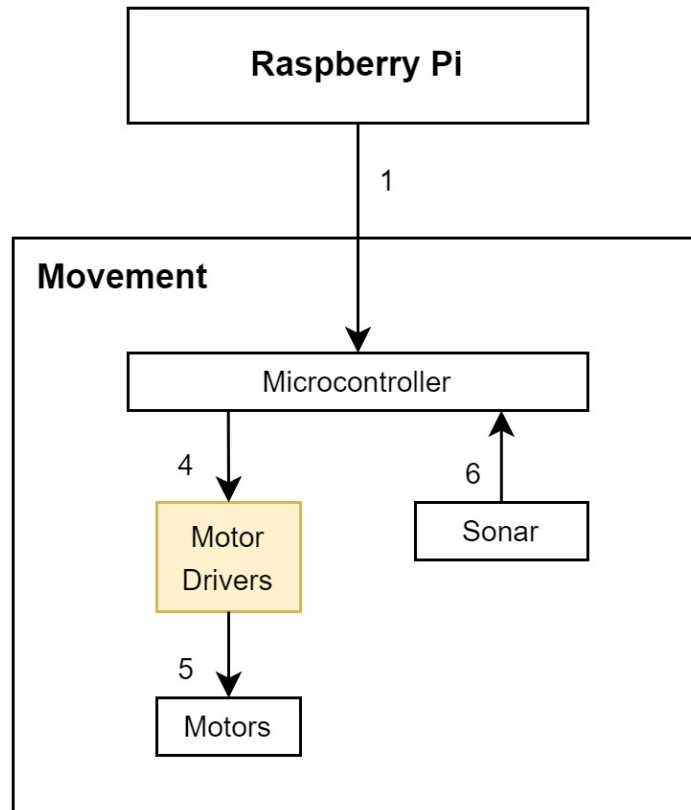 Raspberry Pi
1
Movement
Microcontroller
4
6
Motor
Drivers
Sonar
5
Motors